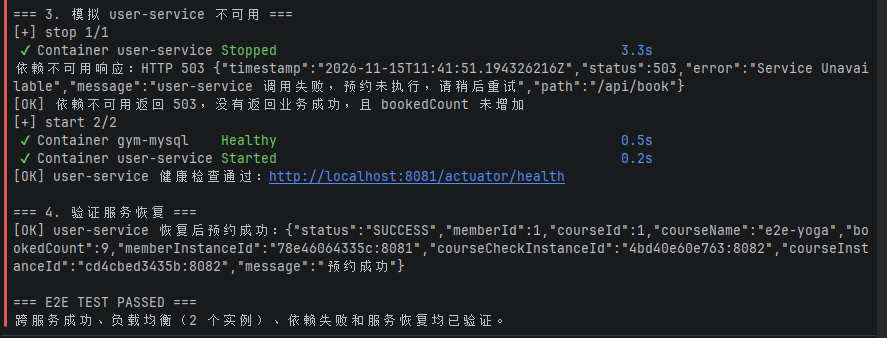 === 3. 模拟 user-service 不可用 ===
[+] stop 1/1
✓ Container user-service Stopped 3.3s
依赖不可用响应：HTTP 503 {"timestamp":"2026-11-15T11:41:51.194326216Z","status":503,"error":"Service Unavai
lable","message":"user-service 调用失败，预约未执行，请稍后重试","path":"/api/book"}
[OK] 依赖不可用返回 503，没有返回业务成功，且 bookedCount 未增加
[+] start 2/2
✓ Container gym-mysql Healthy 0.5s
✓ Container user-service Started 0.2s
[OK] user-service 健康检查通过：http://localhost:8081/actuator/health
=== 4. 验证服务恢复 ===
[OK] user-service 恢复后预约成功：{"status":"SUCCESS","memberId":1,"courseId":1,"courseName":"e2e-yoga","bo
okedCount":9,"memberInstanceId":"78e46064335c:8081","courseCheckInstanceId":"4bd40e60e763:8082","courseInst
anceId":"cd4cbed3435b:8082","message":"预约成功"}
=== E2E TEST PASSED ===
跨服务成功、负载均衡（2 个实例）、依赖失败和服务恢复均已验证。